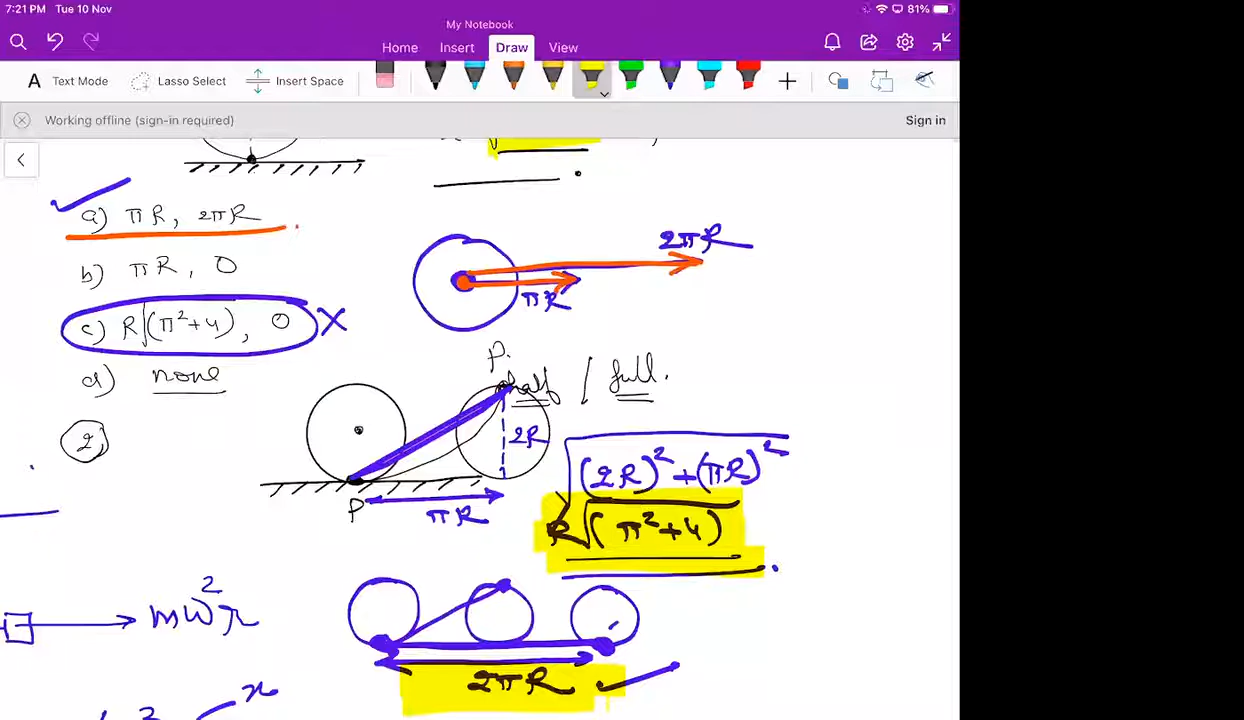 7:21 PM Tue 10 Nov
81%
My Notebook
Home Insert Draw View
A Text Mode Lasso Select Insert Space
Working offline (sign-in required)
Sign in
a) πR, 2πR
2πR
πR
b) πR, 0
c) R√(π²+4), 0 X
d) none
P.
half / full.
2
2R
P
πR
√(2R)²+(πR)²
R√(π²+4)
mω²r
2πR
x
2